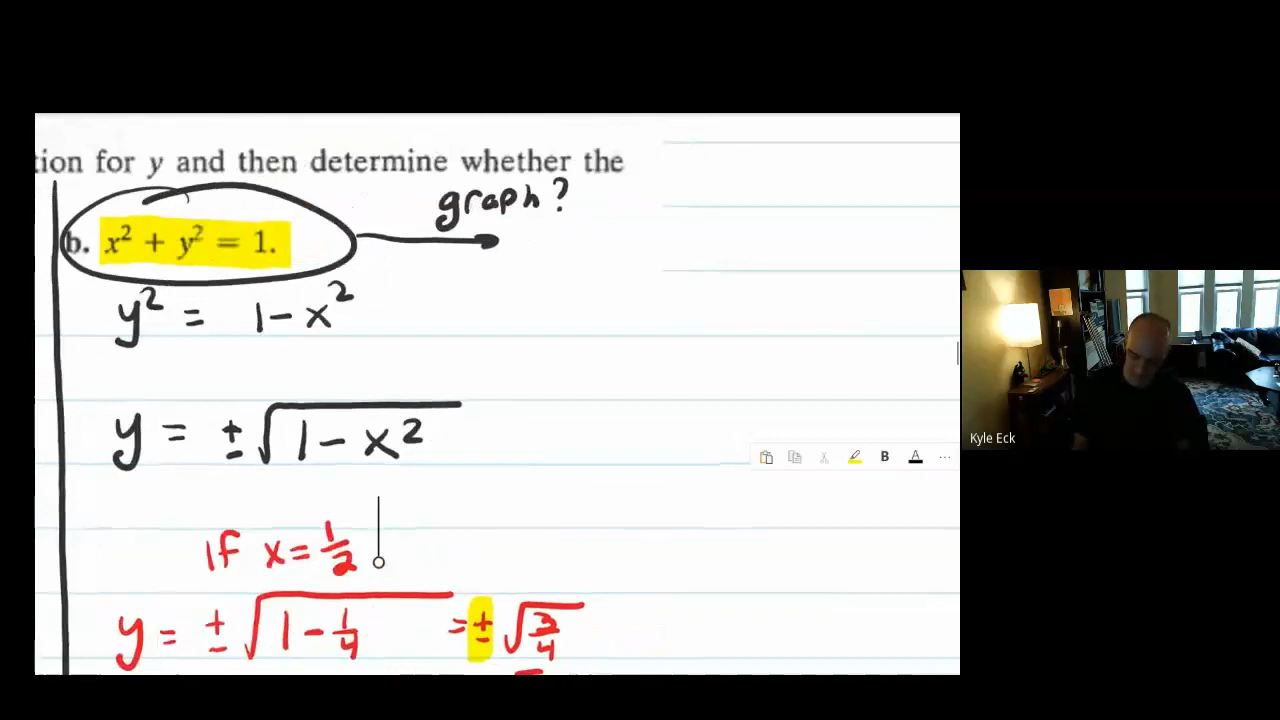 tion for y and then determine whether the
graph?
b. x² + y² = 1.
y² = 1 - x²
y = ± √1 - x²
B A ...
if x = 1/2
y = ± √1 - 1/4 = ± √3/4
Kyle Eck